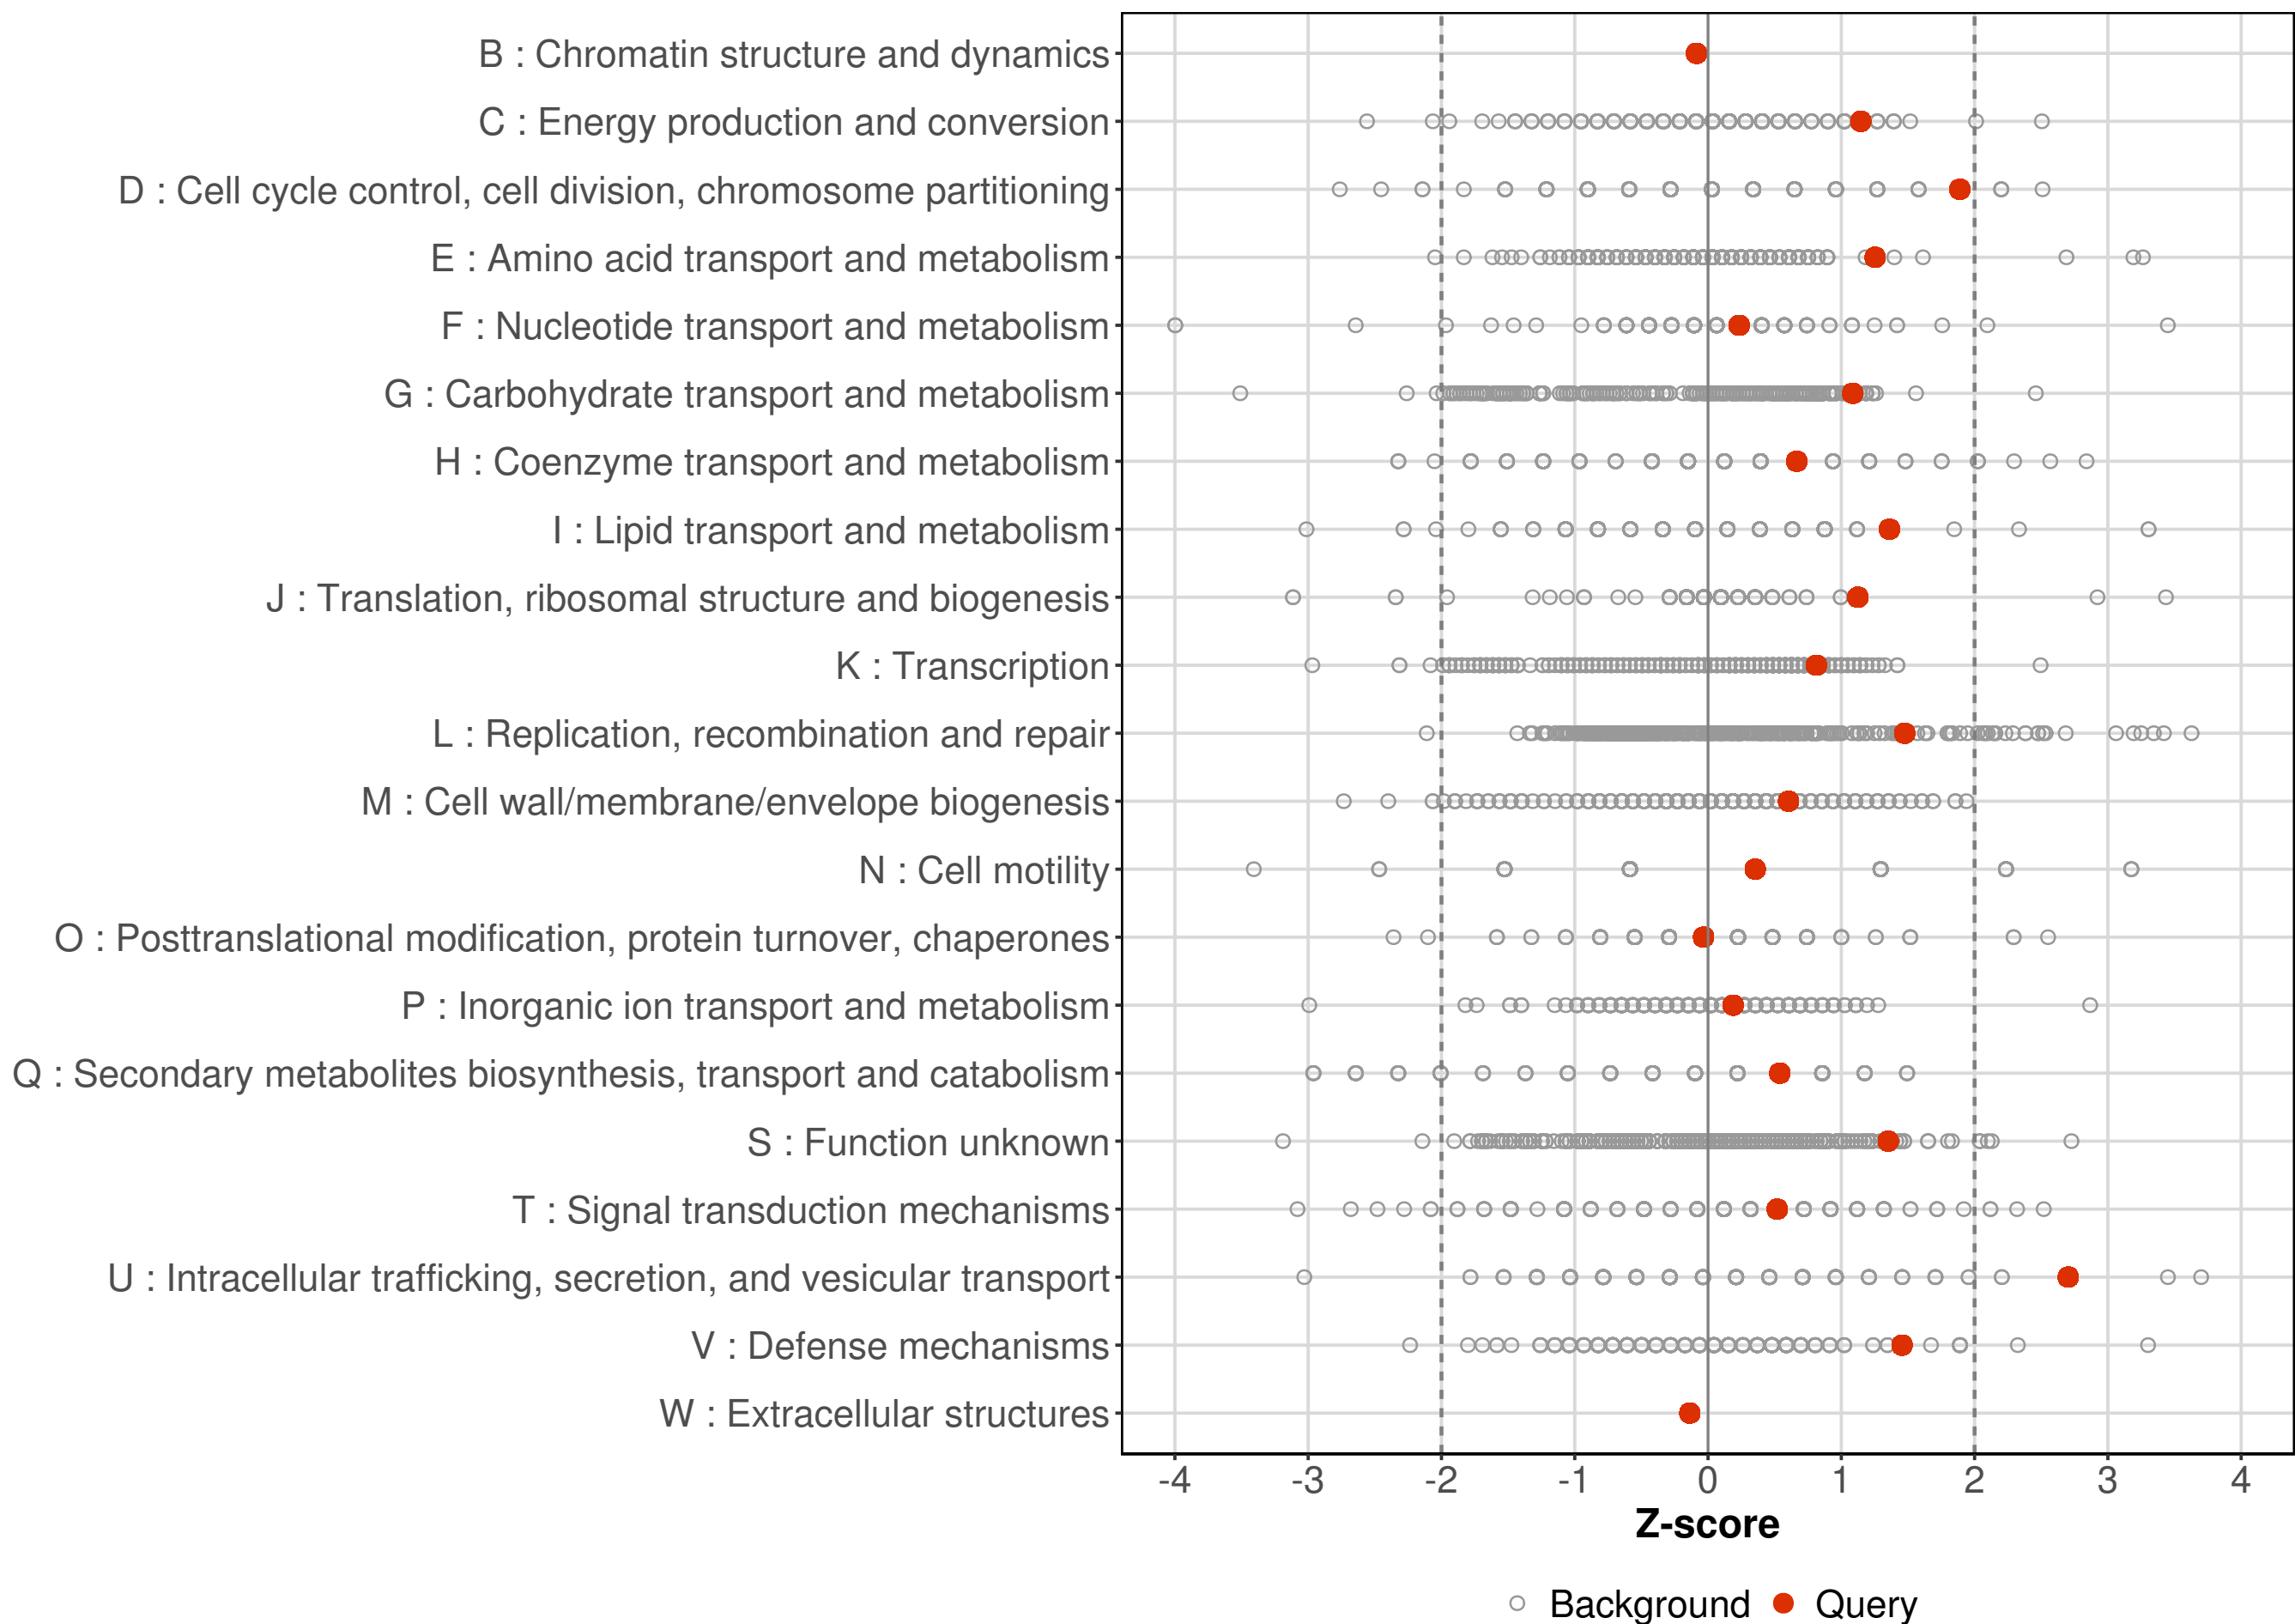 B : Chromatin structure and dynamics
C : Energy production and conversion
D : Cell cycle control, cell division, chromosome partitioning
E : Amino acid transport and metabolism
F : Nucleotide transport and metabolism
G : Carbohydrate transport and metabolism
H : Coenzyme transport and metabolism
I : Lipid transport and metabolism
J : Translation, ribosomal structure and biogenesis
K : Transcription
L : Replication, recombination and repair
M : Cell wall/membrane/envelope biogenesis
N : Cell motility
O : Posttranslational modification, protein turnover, chaperones
P : Inorganic ion transport and metabolism
Q : Secondary metabolites biosynthesis, transport and catabolism
S : Function unknown
T : Signal transduction mechanisms
U : Intracellular trafficking, secretion, and vesicular transport
V : Defense mechanisms
W : Extracellular structures
-4 -3 -2 -1 0 1 2 3 4
Z-score
Background Query